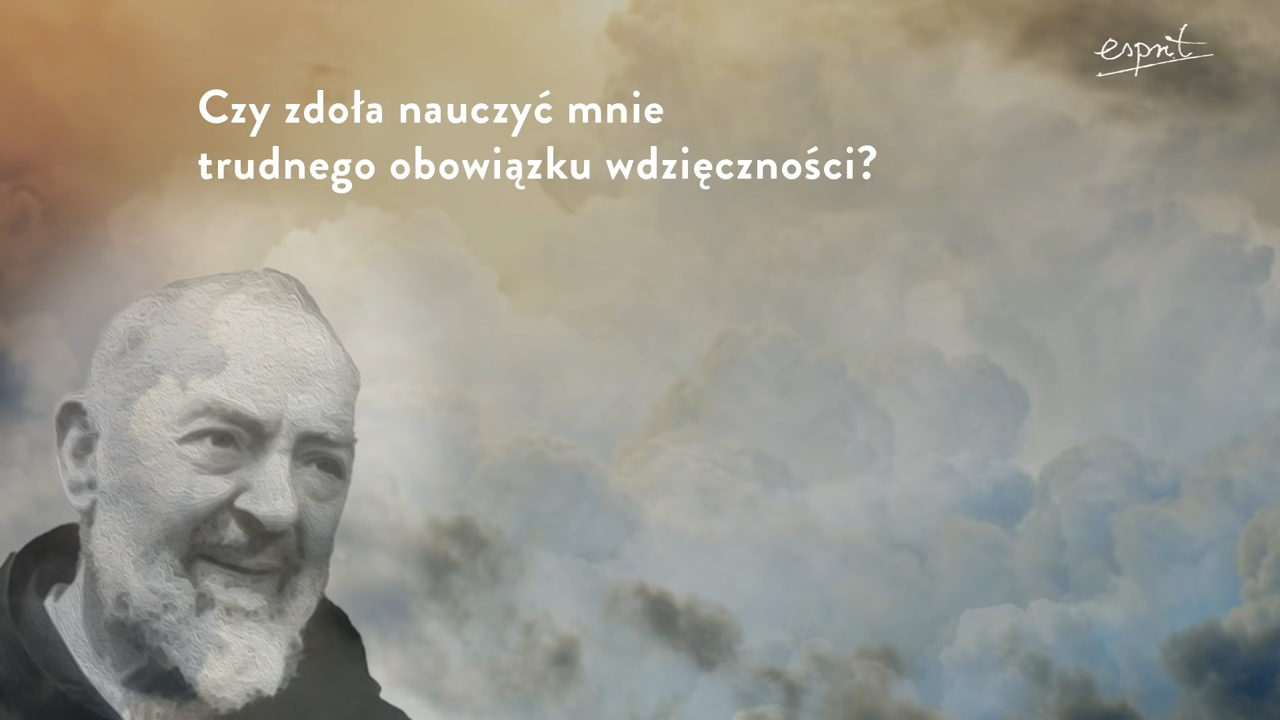 esprit
Czy zdoła nauczyć mnie
trudnego obowiązku wdzięczności?